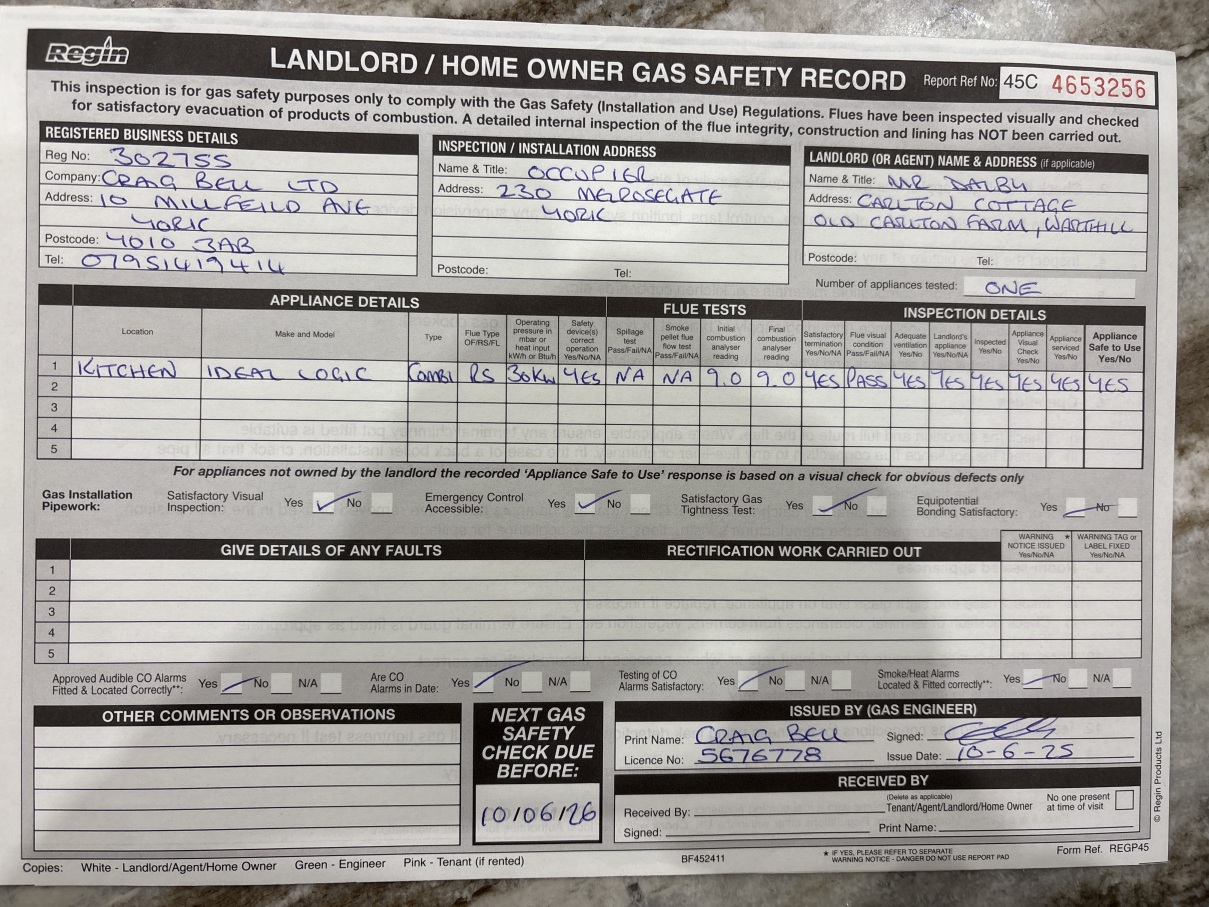 Regin
LANDLORD / HOME OWNER GAS SAFETY RECORD
Report Ref No: 45C 4653256
This inspection is for gas safety purposes only to comply with the Gas Safety (Installation and Use) Regulations. Flues have been inspected visually and checked
for satisfactory evacuation of products of combustion. A detailed internal inspection of the flue integrity, construction and lining has NOT been carried out.
REGISTERED BUSINESS DETAILS
Reg No: 302755
Company: CRAIG BELL LTD
Address: 10 MILLFEILD AVE
YORK
Postcode: YO10 3AB
Tel: 07951419414
INSPECTION / INSTALLATION ADDRESS
Name & Title: OCCUPIER
Address: 230 MELROSEGATE
YORK
Postcode: Tel:
LANDLORD (OR AGENT) NAME & ADDRESS (if applicable)
Name & Title: MR DALBY
Address: CARLTON COTTAGE
OLD CARLTON FARM, WARTHILL
Postcode: Tel:
Number of appliances tested: ONE
APPLIANCE DETAILS
FLUE TESTS
INSPECTION DETAILS
Location
Make and Model
Type
Flue Type OF/RS/FL
Operating pressure in mbar or heat input kW/h or Btu/h
Safety device(s) correct operation Yes/No/NA
Spillage test Pass/Fail/NA
Smoke pellet flue flow test Pass/Fail/NA
Initial combustion analyser reading
Final combustion analyser reading
Satisfactory termination Yes/No/NA
Flue visual condition Pass/Fail/NA
Adequate ventilation Yes/No
Landlord's appliance Yes/No/NA
Inspected Yes/No
Appliance Visual Check Yes/No
Appliance serviced Yes/No
Appliance Safe to Use Yes/No
1 KITCHEN IDEAL LOGIC COMBI RS 30KW YES NA NA 9.0 9.0 YES PASS YES YES YES YES YES YES
2
3
4
5
For appliances not owned by the landlord the recorded 'Appliance Safe to Use' response is based on a visual check for obvious defects only
Gas Installation Pipework:
Satisfactory Visual Inspection: Yes No
Emergency Control Accessible: Yes No
Satisfactory Gas Tightness Test: Yes No
Equipotential Bonding Satisfactory: Yes No
GIVE DETAILS OF ANY FAULTS
RECTIFICATION WORK CARRIED OUT
WARNING * NOTICE ISSUED Yes/No/NA
WARNING TAG or LABEL FIXED Yes/No/NA
1
2
3
4
5
Approved Audible CO Alarms Fitted & Located Correctly**: Yes No N/A
Are CO Alarms in Date: Yes No N/A
Testing of CO Alarms Satisfactory: Yes No N/A
Smoke/Heat Alarms Located & Fitted correctly**: Yes No N/A
OTHER COMMENTS OR OBSERVATIONS
NEXT GAS
SAFETY
CHECK DUE
BEFORE:
10/06/26
ISSUED BY (GAS ENGINEER)
Print Name: CRAIG BELL Signed:
Licence No: 5676778 Issue Date: 10-6-25
RECEIVED BY
Received By: (Delete as applicable) Tenant/Agent/Landlord/Home Owner
No one present at time of visit
Signed: Print Name:
© Regin Products Ltd
Copies: White - Landlord/Agent/Home Owner Green - Engineer Pink - Tenant (if rented)
BF452411
* IF YES, PLEASE REFER TO SEPARATE
WARNING NOTICE - DANGER DO NOT USE REPORT PAD
Form Ref. REGP45